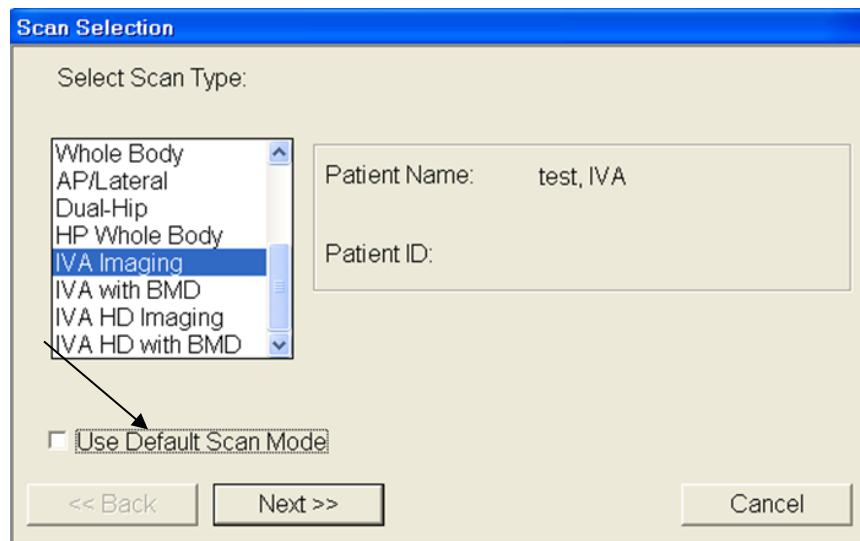 Scan Selection
Select Scan Type:
Whole Body
AP/Lateral
Dual-Hip
HP Whole Body
IVA Imaging
IVA with BMD
IVA HD Imaging
IVA HD with BMD
Patient Name: test, IVA
Patient ID:
Use Default Scan Mode
<< Back Next >> Cancel